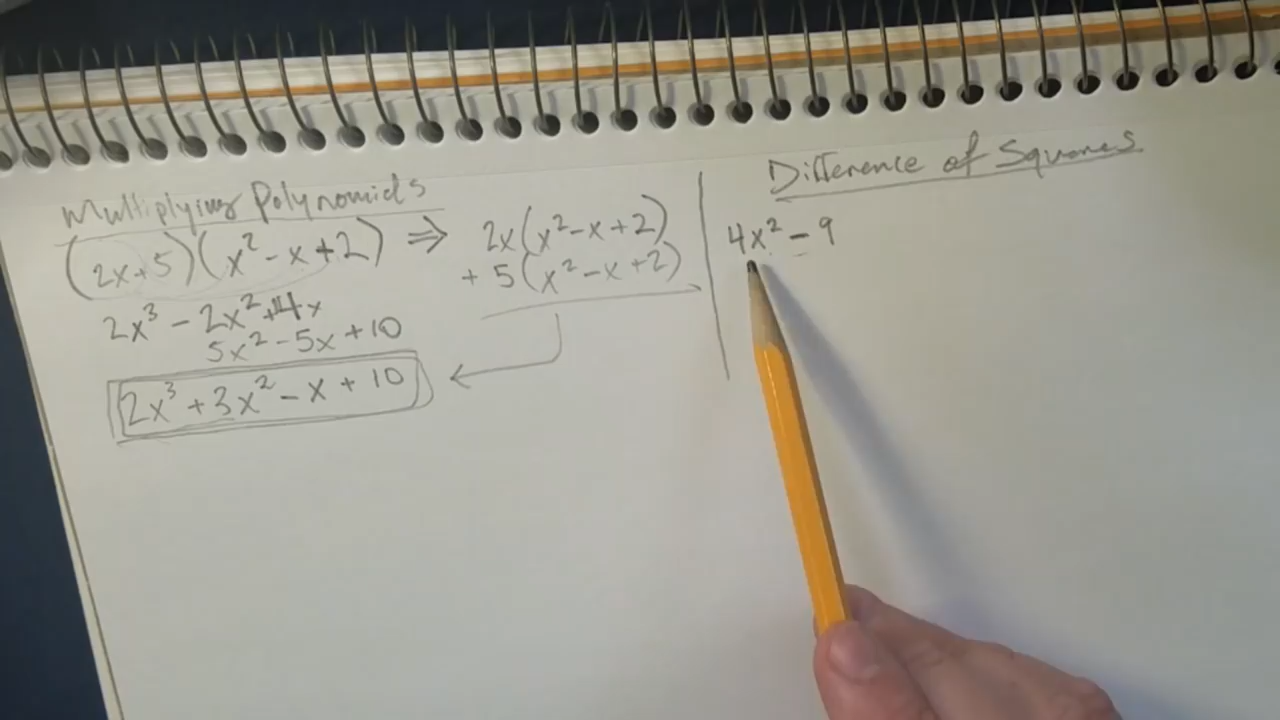 Multiplying Polynomials
(2x+5)(x²-x+2) ⇒ 2x(x²-x+2)
+ 5(x²-x+2)
2x³ - 2x²+4x
5x² - 5x + 10
2x³ + 3x² - x + 10
Difference of Squares
4x² - 9